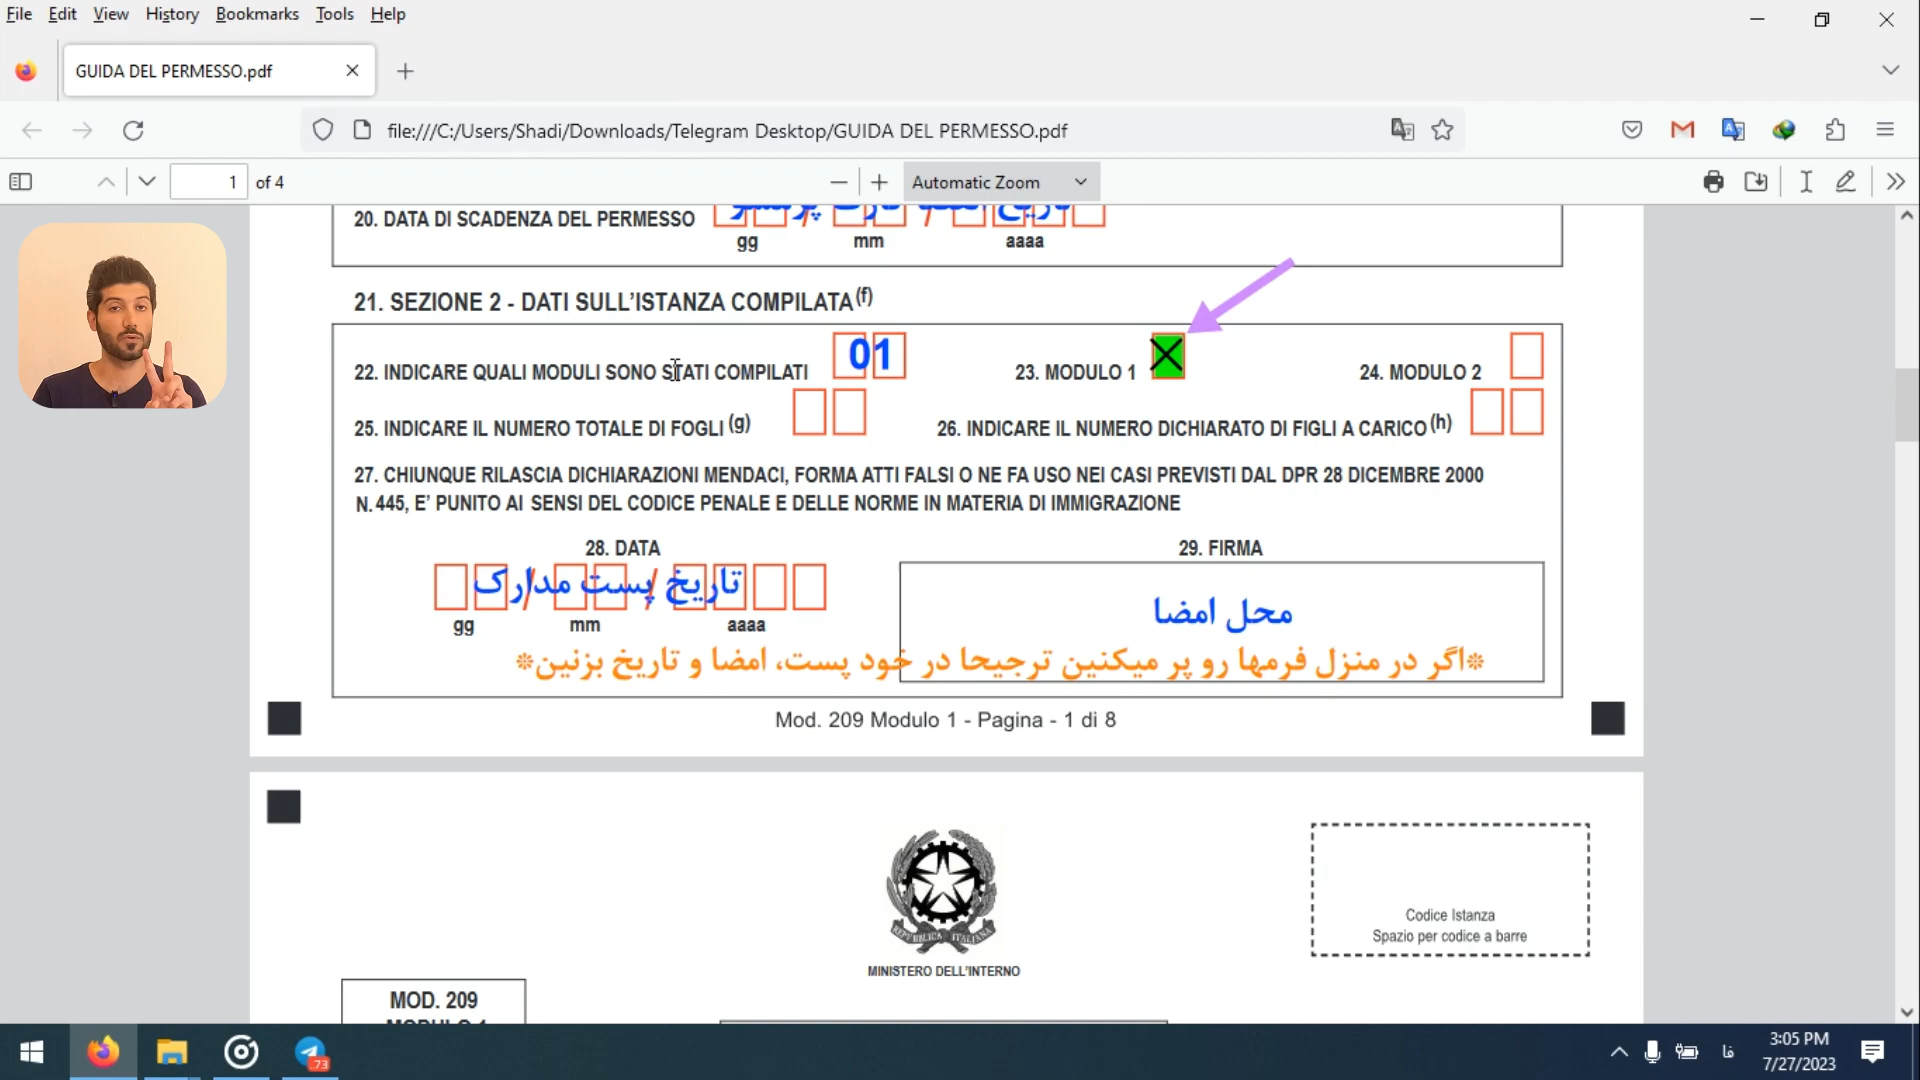 File Edit View History Bookmarks Tools Help
GUIDA DEL PERMESSO.pdf
file:///C:/Users/Shadi/Downloads/Telegram Desktop/GUIDA DEL PERMESSO.pdf
1 of 4
Automatic Zoom
20. DATA DI SCADENZA DEL PERMESSO
gg mm aaaa
21. SEZIONE 2 - DATI SULL'ISTANZA COMPILATA (f)
22. INDICARE QUALI MODULI SONO STATI COMPILATI 01 23. MODULO 1 X 24. MODULO 2
25. INDICARE IL NUMERO TOTALE DI FOGLI (g) 26. INDICARE IL NUMERO DICHIARATO DI FIGLI A CARICO (h)
27. CHIUNQUE RILASCIA DICHIARAZIONI MENDACI, FORMA ATTI FALSI O NE FA USO NEI CASI PREVISTI DAL DPR 28 DICEMBRE 2000
N. 445, E' PUNITO AI SENSI DEL CODICE PENALE E DELLE NORME IN MATERIA DI IMMIGRAZIONE
28. DATA 29. FIRMA
تاریخ پست مدارک
محل امضا
gg mm aaaa
*اگر در منزل فرمها رو پر میکنین ترجیحا در خود پست، امضا و تاریخ بزنین*
Mod. 209 Modulo 1 - Pagina - 1 di 8
REPVBBLICA ITALIANA
MINISTERO DELL'INTERNO
Codice Istanza
Spazio per codice a barre
MOD. 209
73
فا
3:05 PM
7/27/2023